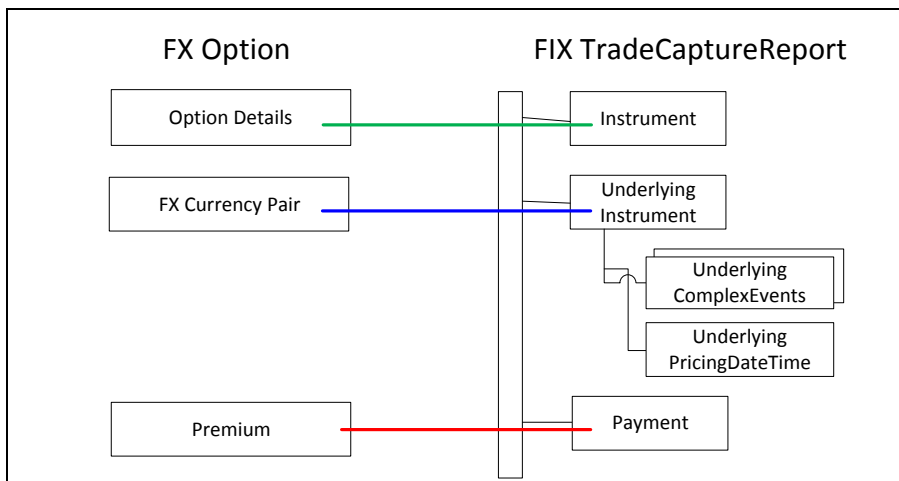 FX Option
FIX TradeCaptureReport
Option Details
Instrument
FX Currency Pair
Underlying
Instrument
Underlying
ComplexEvents
Underlying
PricingDateTime
Premium
Payment